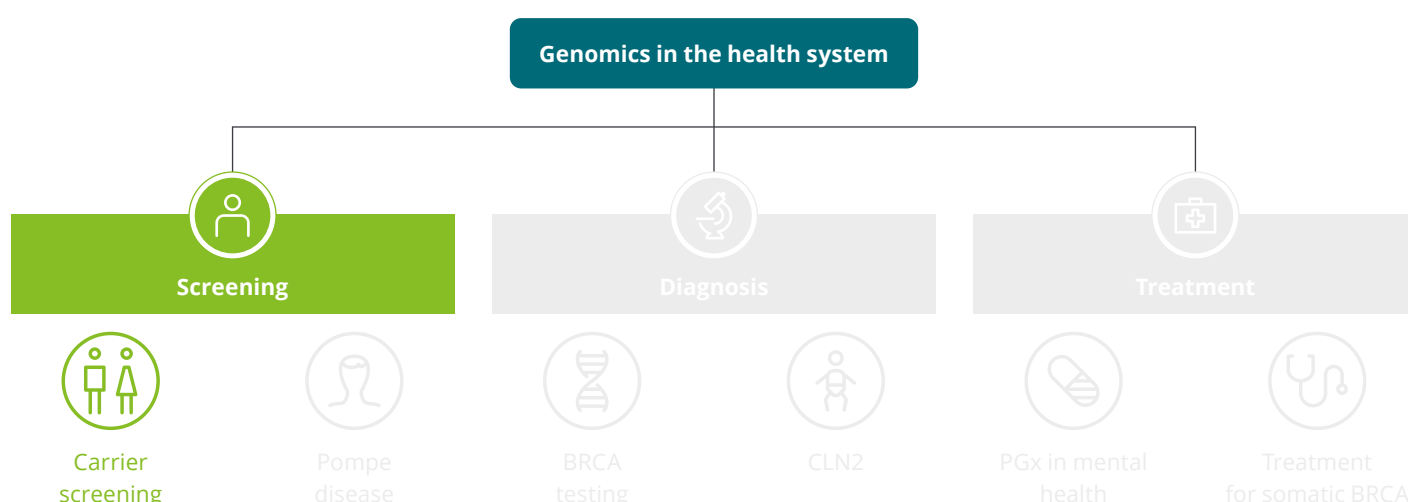 Genomics in the health system
Screening
Diagnosis
Treatment
Carrier
screening
Pompe
disease
BRCA
testing
CLN2
PGx in mental
health
Treatment
for somatic BRCA